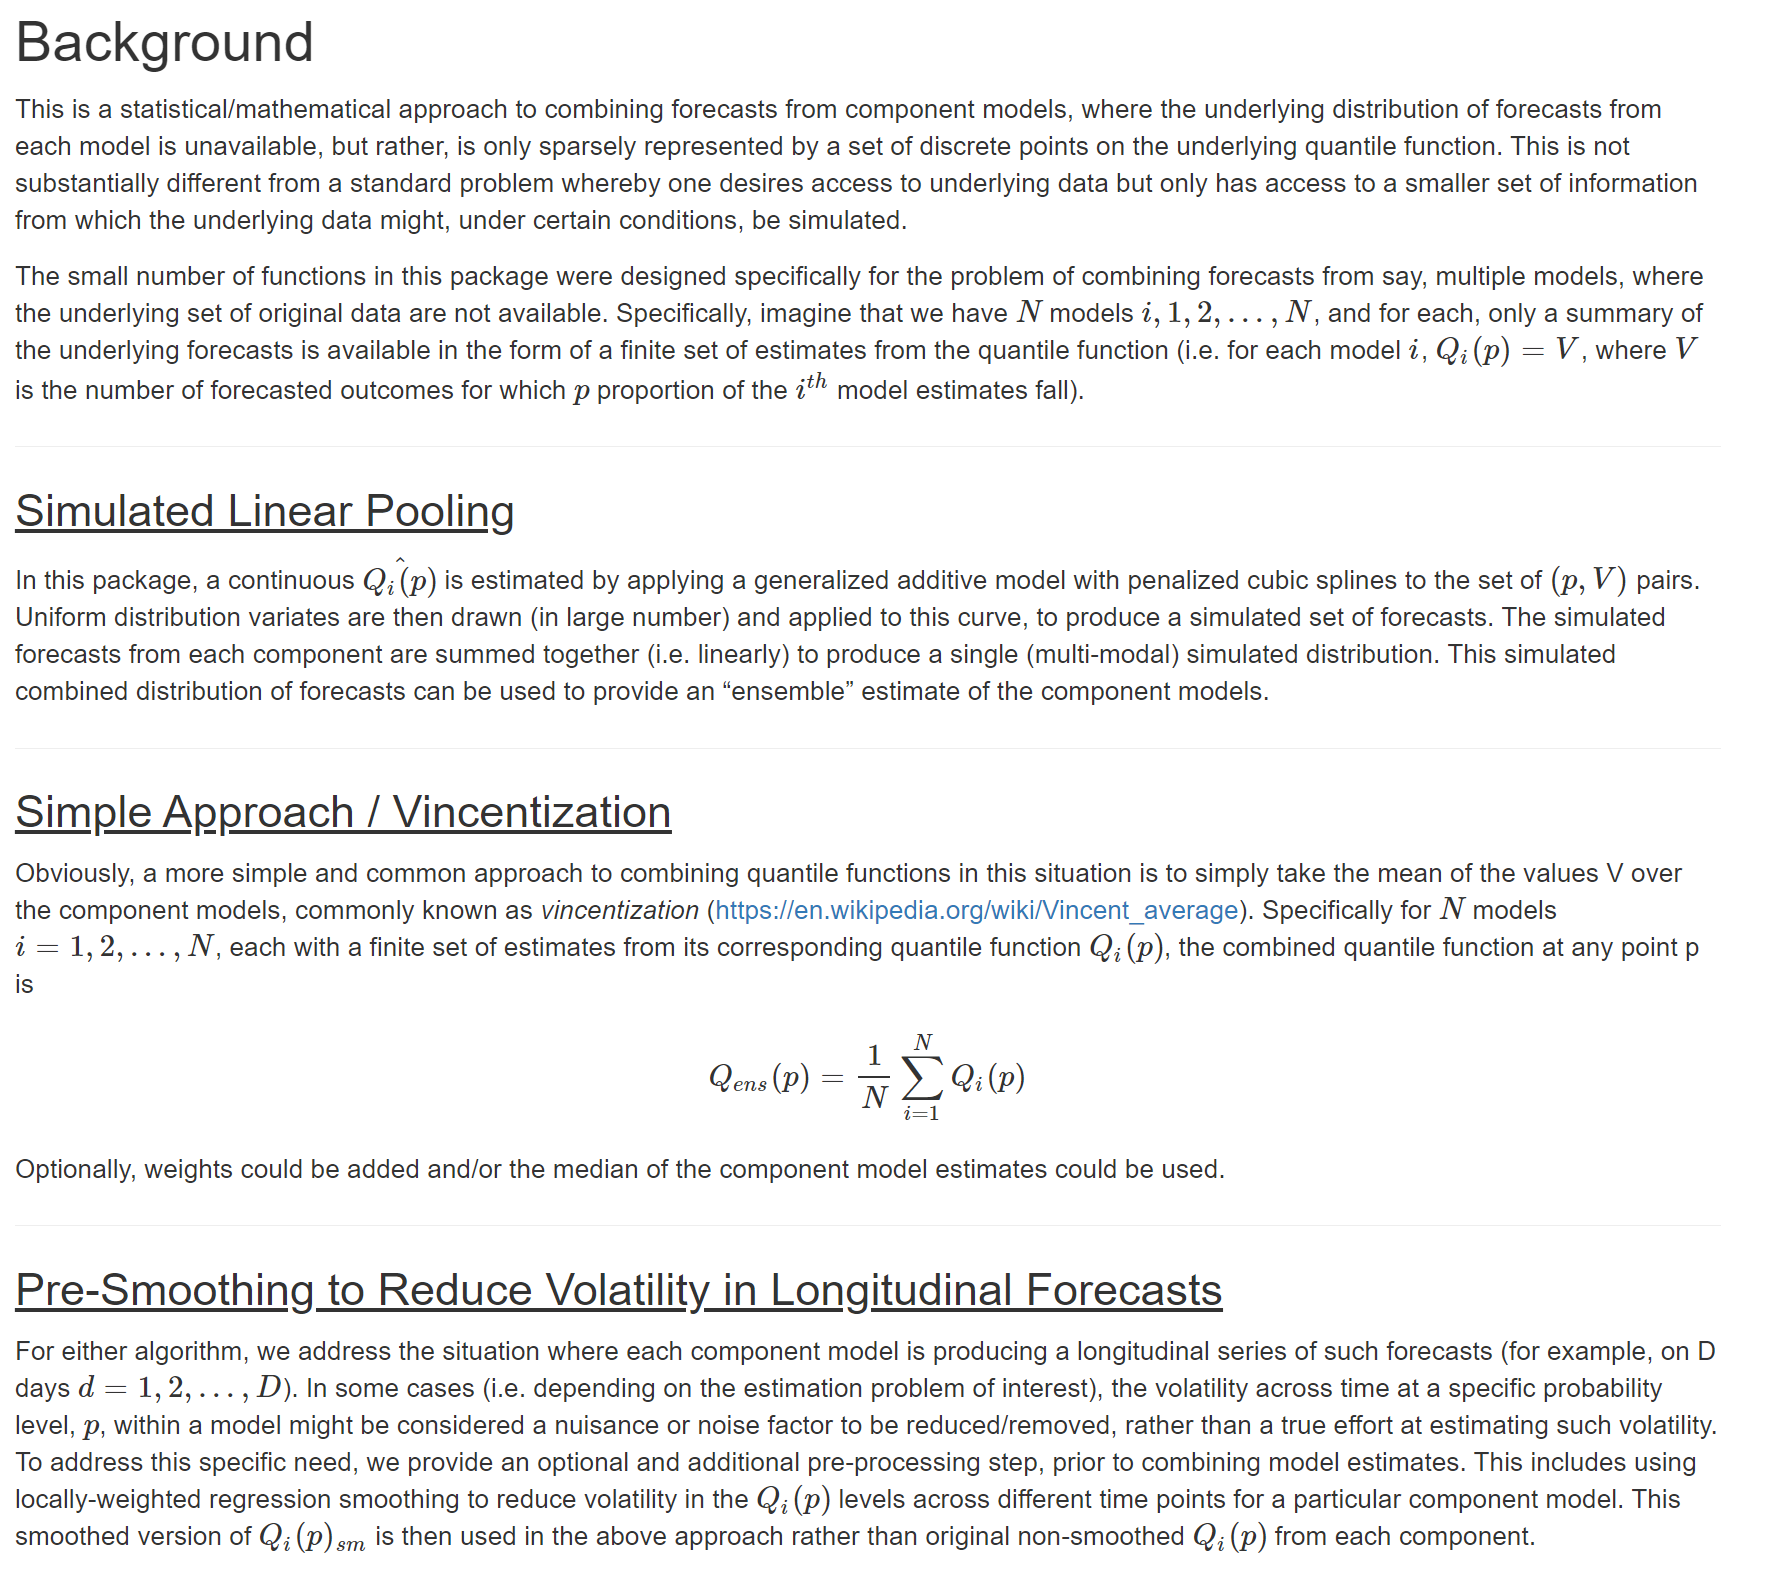 Background
This is a statistical/mathematical approach to combining forecasts from component models, where the underlying distribution of forecasts from
each model is unavailable, but rather, is only sparsely represented by a set of discrete points on the underlying quantile function. This is not
substantially different from a standard problem whereby one desires access to underlying data but only has access to a smaller set of information
from which the underlying data might, under certain conditions, be simulated.
The small number of functions in this package were designed specifically for the problem of combining forecasts from say, multiple models, where
the underlying set of original data are not available. Specifically, imagine that we have $N$ models $i, 1, 2, \ldots, N$, and for each, only a summary of
the underlying forecasts is available in the form of a finite set of estimates from the quantile function (i.e. for each model $i$, $Q_i(p) = V$, where $V$
is the number of forecasted outcomes for which $p$ proportion of the $i^{th}$ model estimates fall).
Simulated Linear Pooling
In this package, a continuous $\hat{Q_i(p)}$ is estimated by applying a generalized additive model with penalized cubic splines to the set of $(p, V)$ pairs.
Uniform distribution variates are then drawn (in large number) and applied to this curve, to produce a simulated set of forecasts. The simulated
forecasts from each component are summed together (i.e. linearly) to produce a single (multi-modal) simulated distribution. This simulated
combined distribution of forecasts can be used to provide an “ensemble” estimate of the component models.
Simple Approach / Vincentization
Obviously, a more simple and common approach to combining quantile functions in this situation is to simply take the mean of the values V over
the component models, commonly known as vincentization (https://en.wikipedia.org/wiki/Vincent_average). Specifically for $N$ models
$i = 1, 2, \ldots, N$, each with a finite set of estimates from its corresponding quantile function $Q_i(p)$, the combined quantile function at any point p
is
$Q_{ens}(p) = \frac{1}{N} \sum_{i=1}^{N} Q_i(p)$
Optionally, weights could be added and/or the median of the component model estimates could be used.
Pre-Smoothing to Reduce Volatility in Longitudinal Forecasts
For either algorithm, we address the situation where each component model is producing a longitudinal series of such forecasts (for example, on D
days $d = 1, 2, \ldots, D$). In some cases (i.e. depending on the estimation problem of interest), the volatility across time at a specific probability
level, $p$, within a model might be considered a nuisance or noise factor to be reduced/removed, rather than a true effort at estimating such volatility.
To address this specific need, we provide an optional and additional pre-processing step, prior to combining model estimates. This includes using
locally-weighted regression smoothing to reduce volatility in the $Q_i(p)$ levels across different time points for a particular component model. This
smoothed version of $Q_i(p)_{sm}$ is then used in the above approach rather than original non-smoothed $Q_i(p)$ from each component.